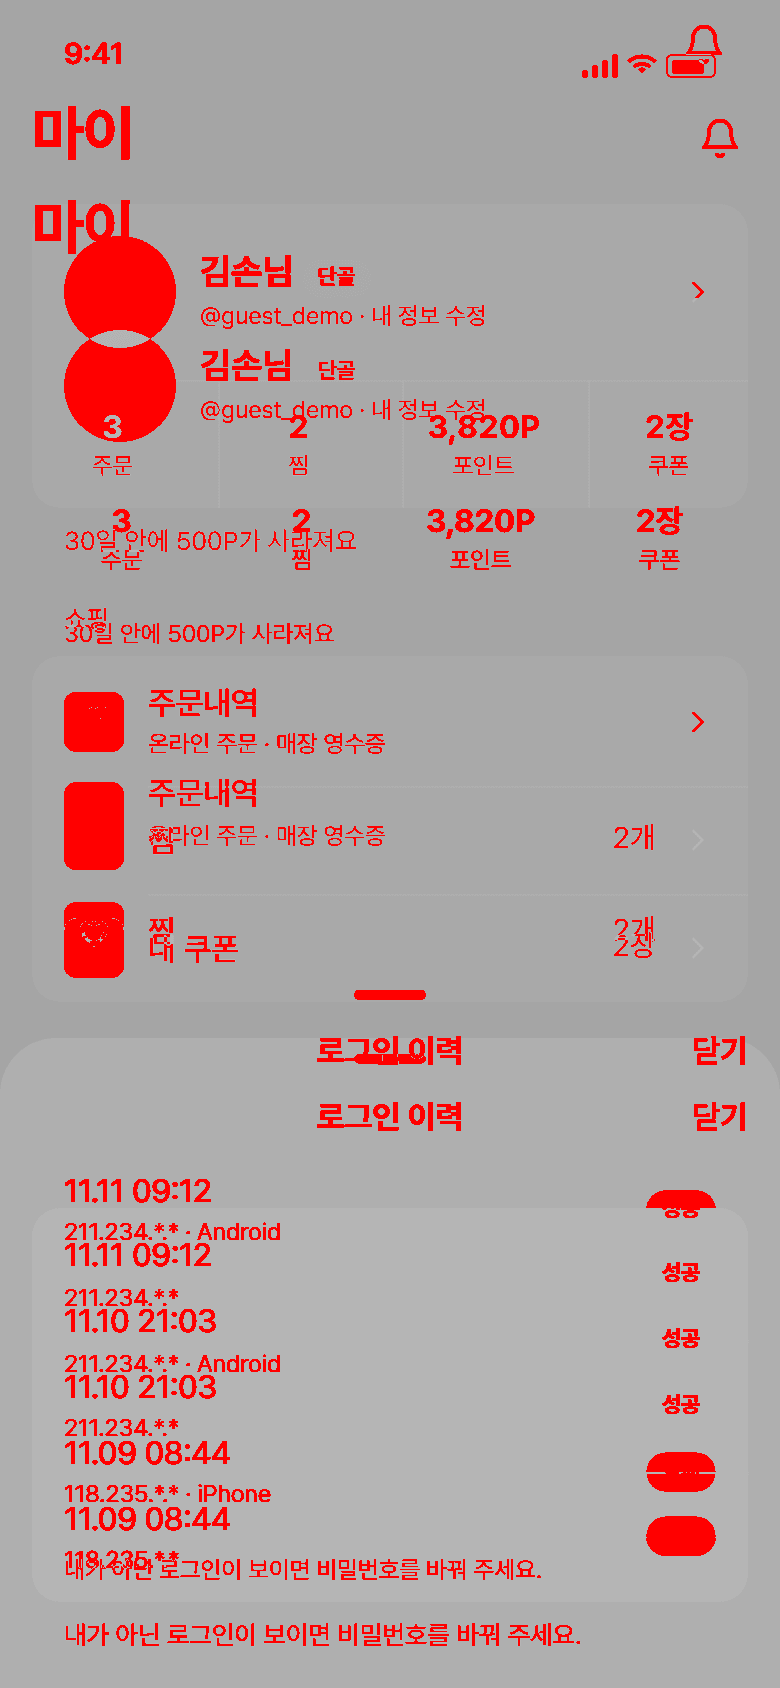 9:41
마이
마이
김손님 단골
@guest_demo · 내 정보 수정
김손님 단골
@guest_demo · 내 정보 수정
3 2 3,820P 2장
주문 찜 포인트 쿠폰
3 2 3,820P 2장
30일 안에 500P가 사라져요
주문 찜 포인트 쿠폰
쇼핑
30일 안에 500P가 사라져요
주문내역
온라인 주문 · 매장 영수증
주문내역
온라인 주문 · 매장 영수증
찜 2개
찜 2개
내 쿠폰 2장
로그인 이력 닫기
로그인 이력 닫기
11.11 09:12
성공
211.234.*.* · Android
11.11 09:12
성공
211.234.*.*
11.10 21:03
성공
211.234.*.* · Android
11.10 21:03
성공
211.234.*.*
11.09 08:44
118.235.*.* · iPhone
11.09 08:44
118.235.*.*
내가 아닌 로그인이 보이면 비밀번호를 바꿔 주세요.
내가 아닌 로그인이 보이면 비밀번호를 바꿔 주세요.